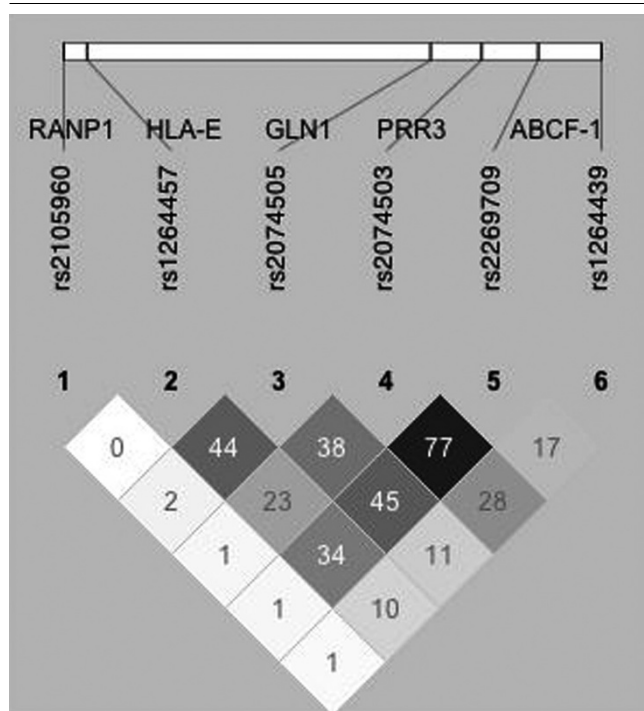 RANP1 HLA-E GLN1 PRR3 ABCF-1
rs2105960 rs1264457 rs2074505 rs2074503 rs2269709 rs1264439
1 2 3 4 5 6
0 44 38 77 17
2 23 45 28
1 34 11
1 10
1